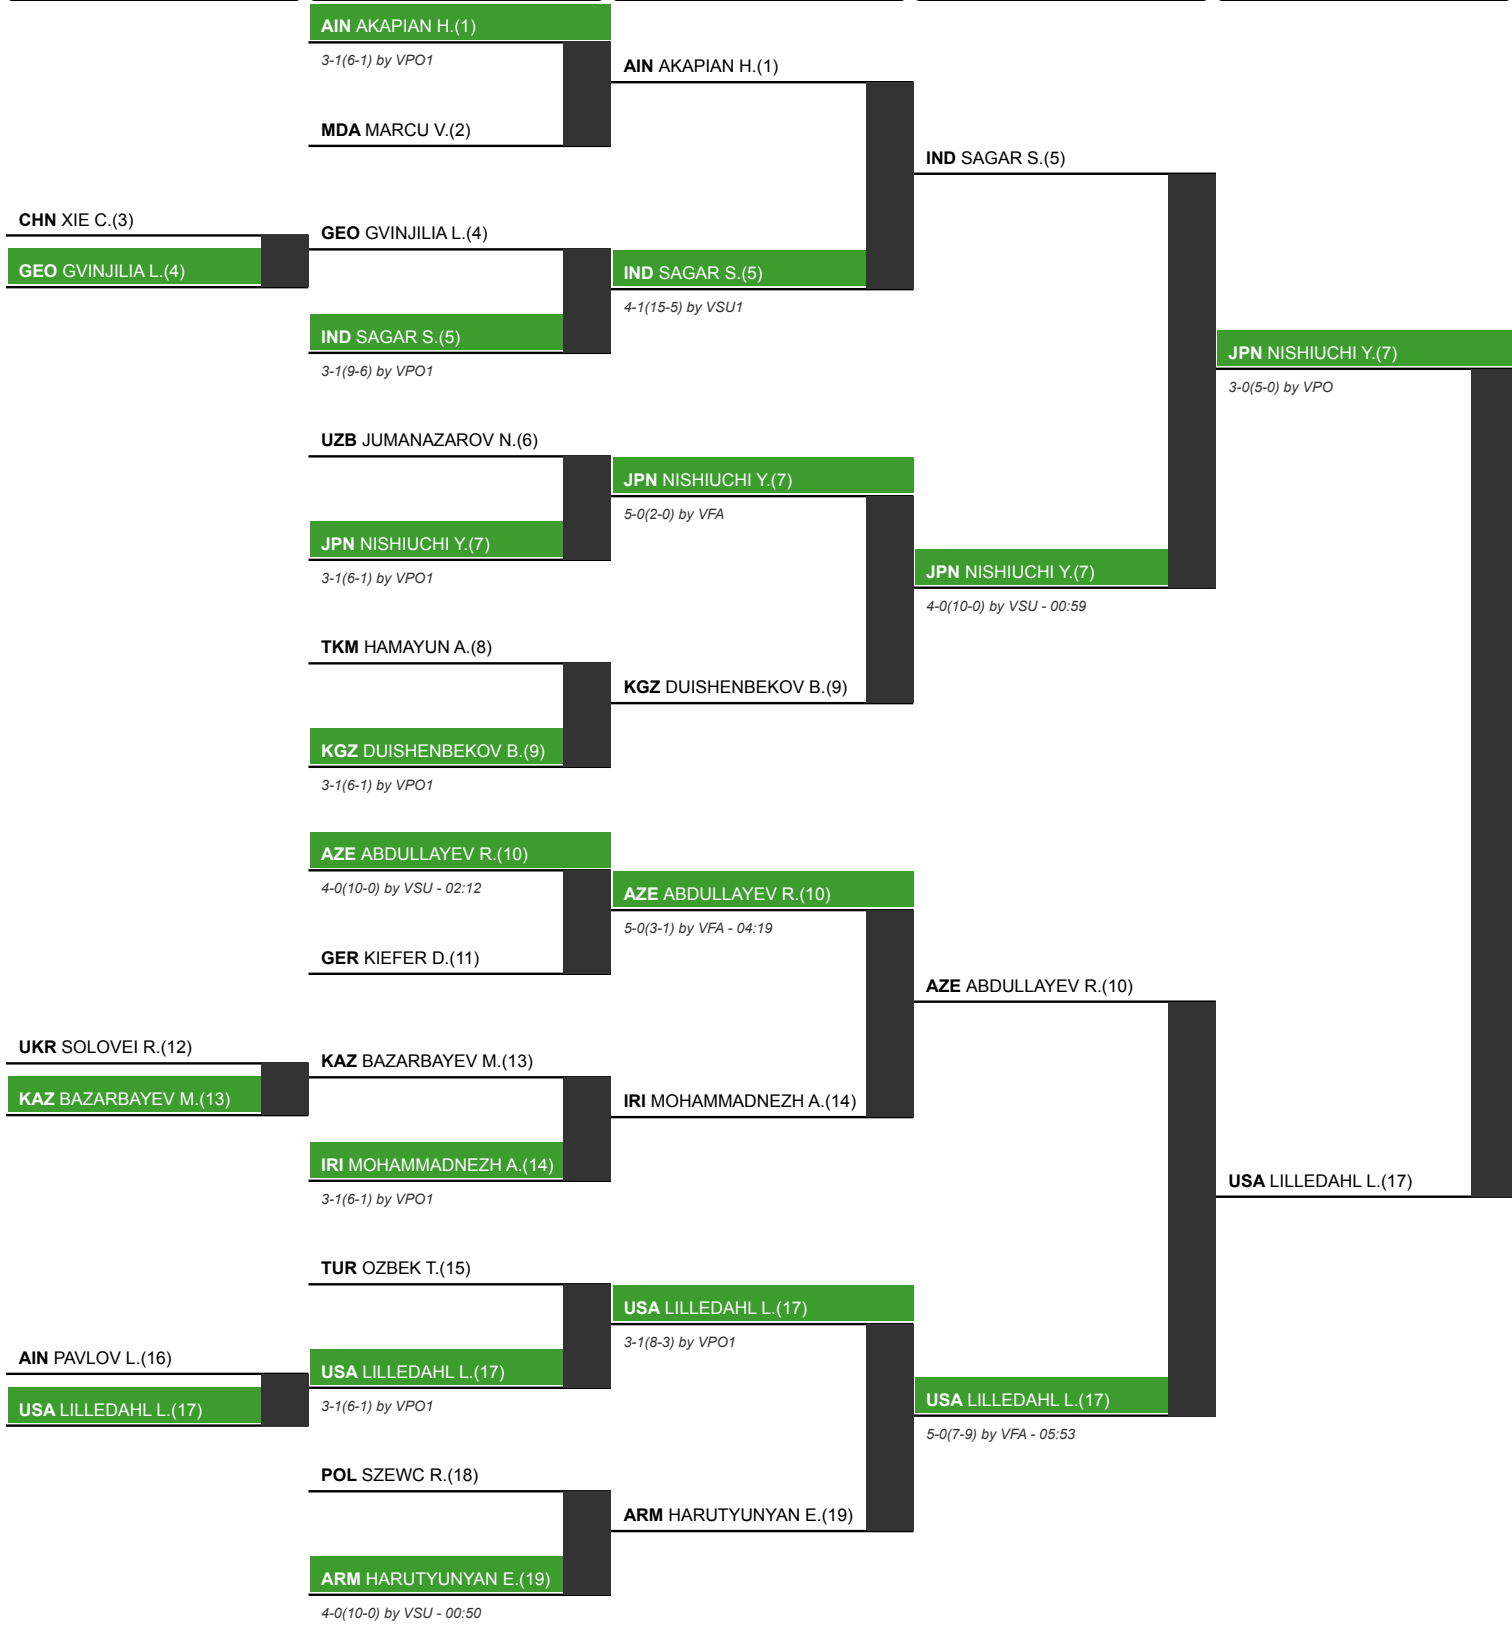 CHN XIE C.(3)
GEO GVINJILIA L.(4)
UKR SOLOVEI R.(12)
KAZ BAZARBAYEV M.(13)
AIN PAVLOV L.(16)
USA LILLEDAHL L.(17)
AIN AKAPIAN H.(1)
3-1(6-1) by VPO1
MDA MARCU V.(2)
GEO GVINJILIA L.(4)
IND SAGAR S.(5)
3-1(9-6) by VPO1
UZB JUMANAZAROV N.(6)
JPN NISHIUCHI Y.(7)
3-1(6-1) by VPO1
TKM HAMAYUN A.(8)
KGZ DUISHENBEKOV B.(9)
3-1(6-1) by VPO1
AZE ABDULLAYEV R.(10)
4-0(10-0) by VSU - 02:12
GER KIEFER D.(11)
KAZ BAZARBAYEV M.(13)
IRI MOHAMMADNEZH A.(14)
3-1(6-1) by VPO1
TUR OZBEK T.(15)
USA LILLEDAHL L.(17)
3-1(6-1) by VPO1
POL SZEWC R.(18)
ARM HARUTYUNYAN E.(19)
4-0(10-0) by VSU - 00:50
AIN AKAPIAN H.(1)
IND SAGAR S.(5)
4-1(15-5) by VSU1
JPN NISHIUCHI Y.(7)
5-0(2-0) by VFA
KGZ DUISHENBEKOV B.(9)
AZE ABDULLAYEV R.(10)
5-0(3-1) by VFA - 04:19
IRI MOHAMMADNEZH A.(14)
USA LILLEDAHL L.(17)
3-1(8-3) by VPO1
ARM HARUTYUNYAN E.(19)
IND SAGAR S.(5)
JPN NISHIUCHI Y.(7)
4-0(10-0) by VSU - 00:59
AZE ABDULLAYEV R.(10)
USA LILLEDAHL L.(17)
5-0(7-9) by VFA - 05:53
JPN NISHIUCHI Y.(7)
3-0(5-0) by VPO
USA LILLEDAHL L.(17)